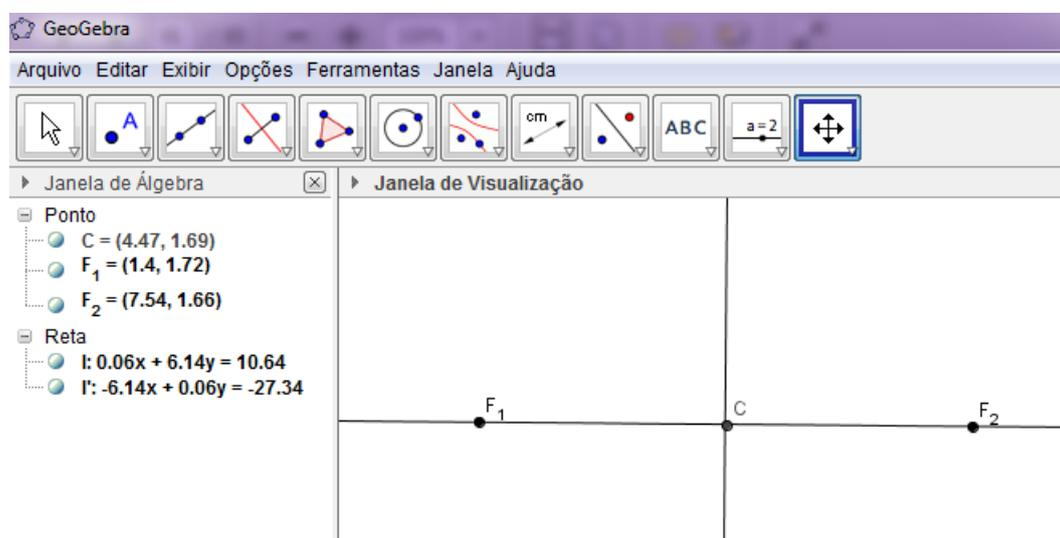 GeoGebra
Arquivo Editar Exibir Opções Ferramentas Janela Ajuda
A
cm
ABC
a=2
Janela de Álgebra
Janela de Visualização
Ponto
C = (4.47, 1.69)
F1 = (1.4, 1.72)
F2 = (7.54, 1.66)
Reta
l: 0.06x + 6.14y = 10.64
l': -6.14x + 0.06y = -27.34
F1
C
F2